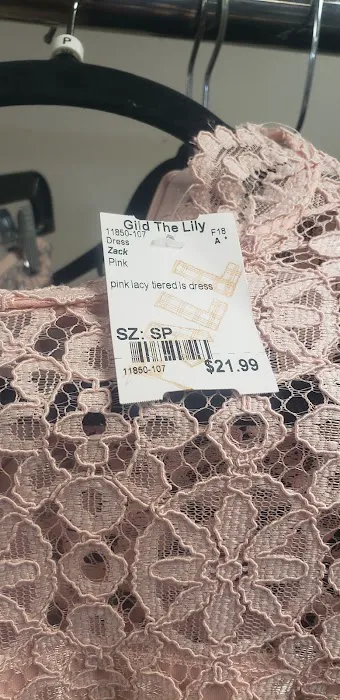 P
Gild The Lily
11850-107 F18
Dress A *
Zack
Pink
pink lacy tiered ls dress
SZ: SP
11850-107 $21.99